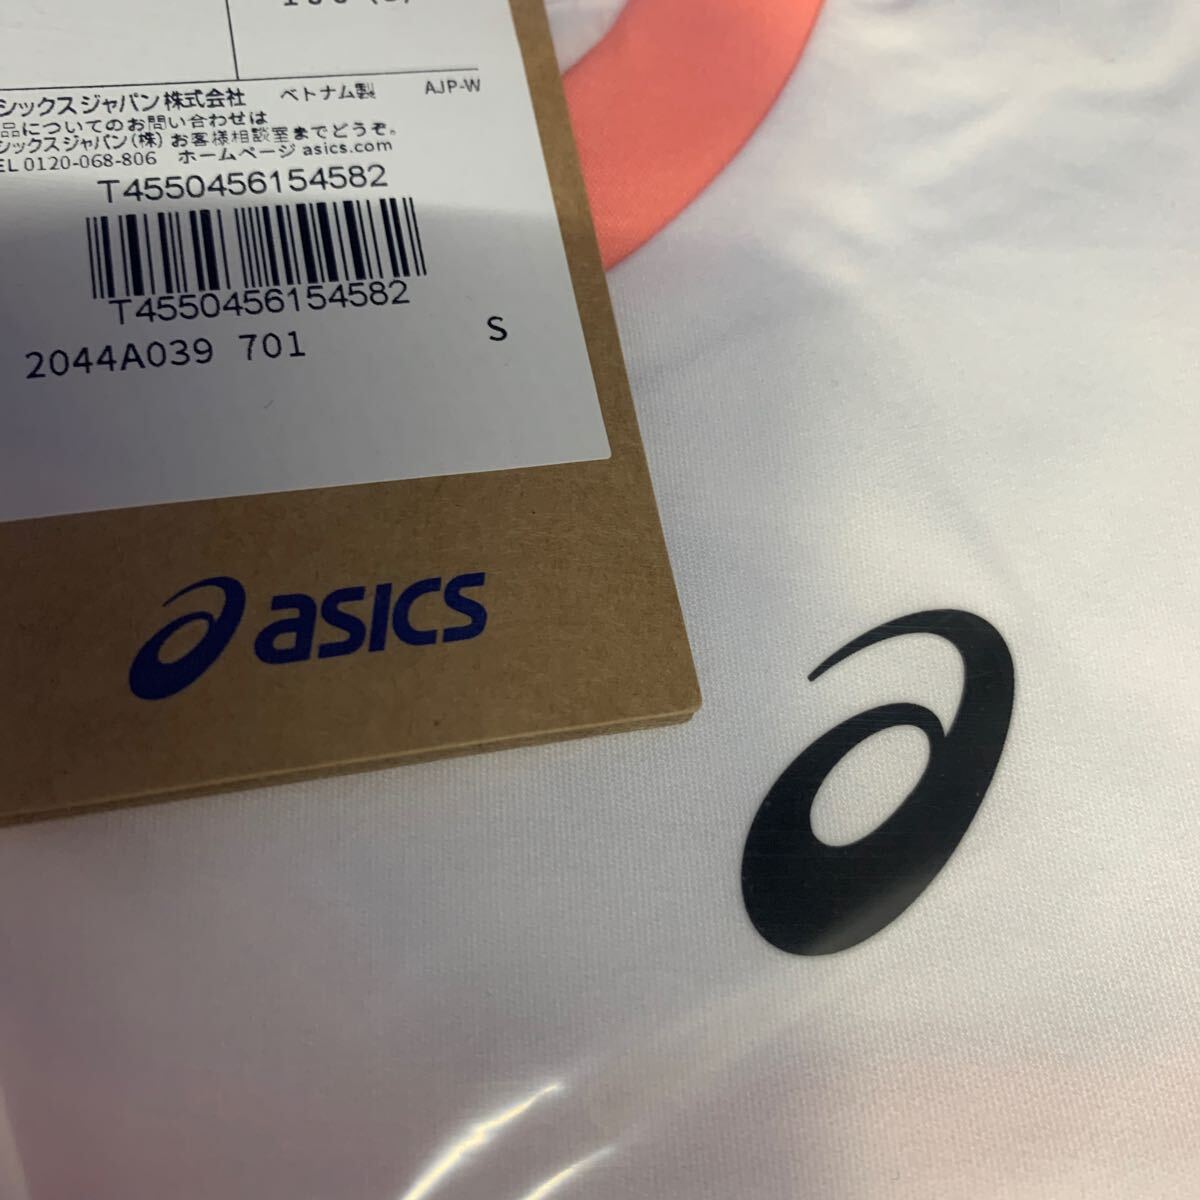 シックスジャパン株式会社 ベトナム製 AJP-W
品についてのお問い合わせは
シックスジャパン(株)お客様相談室までどうぞ。
EL 0120-068-806 ホームページ asics.com
T4550456154582
T4550456154582
2044A039 701 S
asics